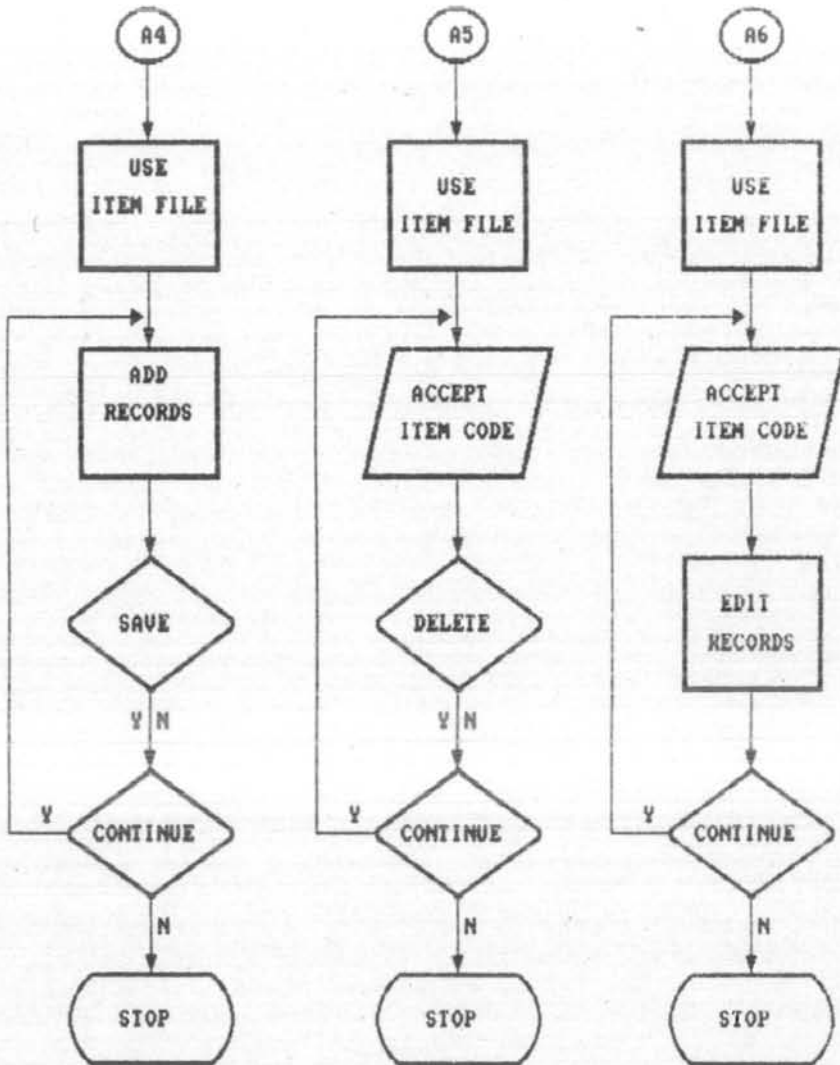 A4
USE
ITEM FILE
ADD
RECORDS
SAVE
Y N
Y
CONTINUE
N
STOP
A5
USE
ITEM FILE
ACCEPT
ITEM CODE
DELETE
Y N
Y
CONTINUE
N
STOP
A6
USE
ITEM FILE
ACCEPT
ITEM CODE
EDIT
RECORDS
Y
CONTINUE
N
STOP